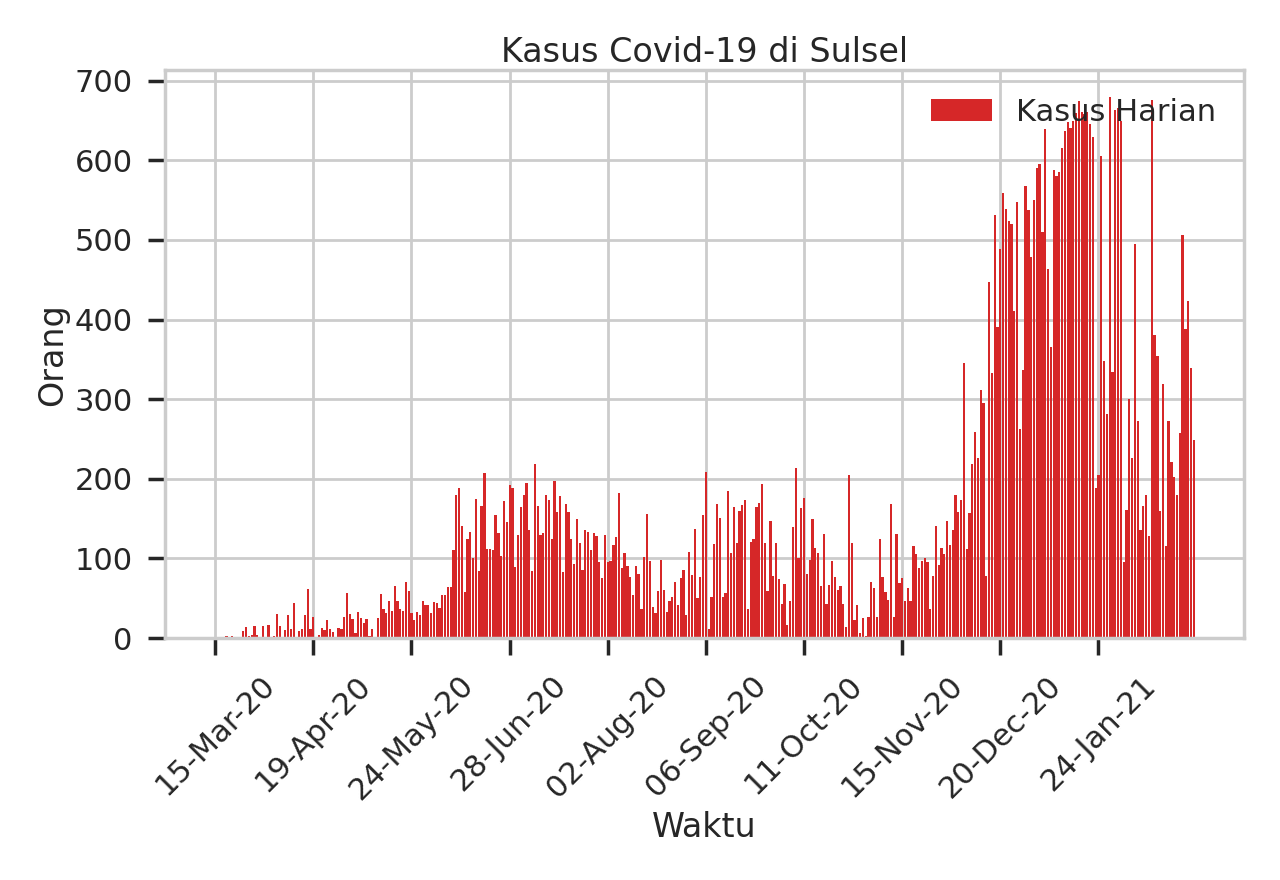 Kasus Covid-19 di Sulsel
Kasus Harian
Orang
700
600
500
400
300
200
100
0
15-Mar-20
19-Apr-20
24-May-20
28-Jun-20
02-Aug-20
06-Sep-20
11-Oct-20
15-Nov-20
20-Dec-20
24-Jan-21
Waktu